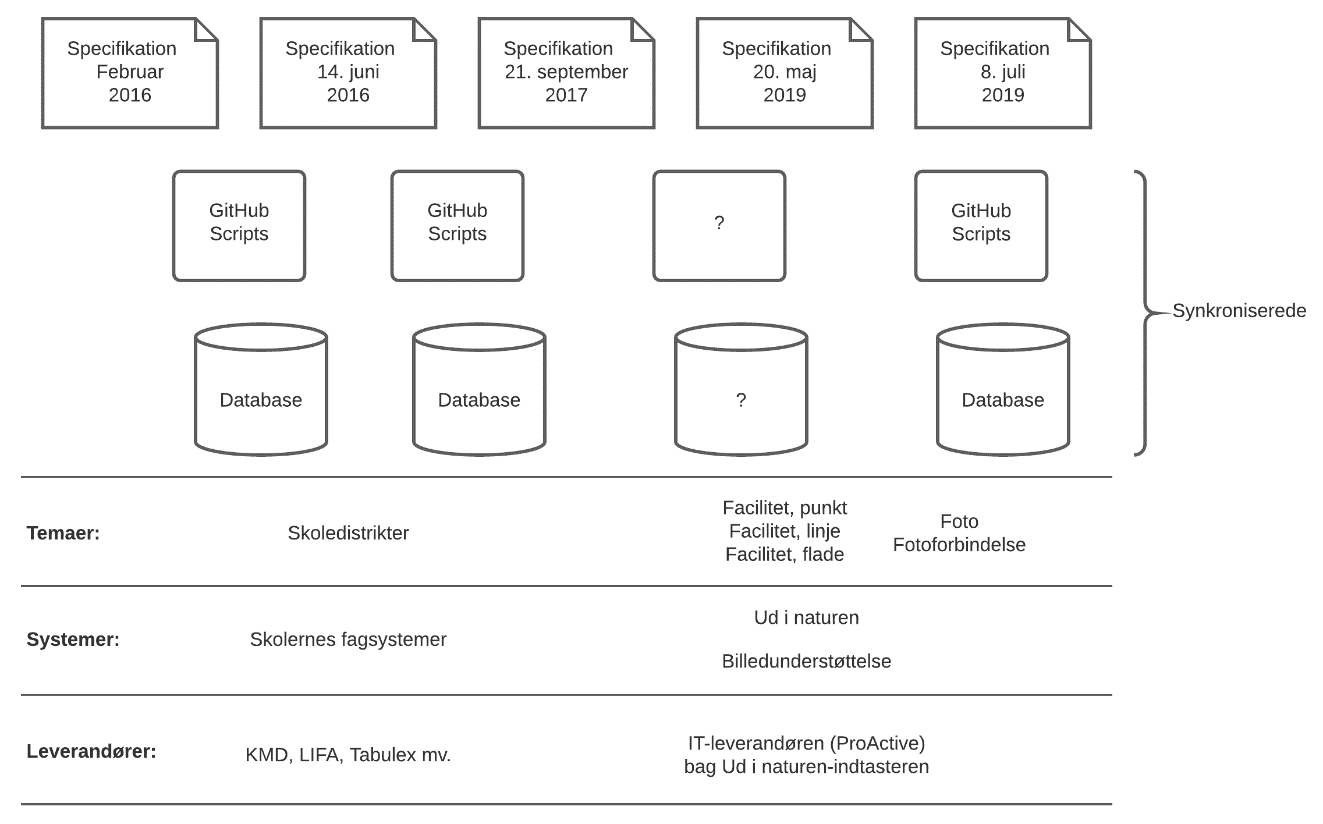 Specifikation
Februar
2016
Specifikation
14. juni
2016
Specifikation
21. september
2017
Specifikation
20. maj
2019
Specifikation
8. juli
2019
GitHub
Scripts
GitHub
Scripts
?
GitHub
Scripts
Synkroniserede
Database
Database
?
Database
Temaer:
Skoledistrikter
Facilitet, punkt
Facilitet, linje
Facilitet, flade
Foto
Fotoforbindelse
Systemer:
Skolernes fagsystemer
Ud i naturen
Billedunderstøttelse
Leverandører:
KMD, LIFA, Tabulex mv.
IT-leverandøren (ProActive)
bag Ud i naturen-indtasteren